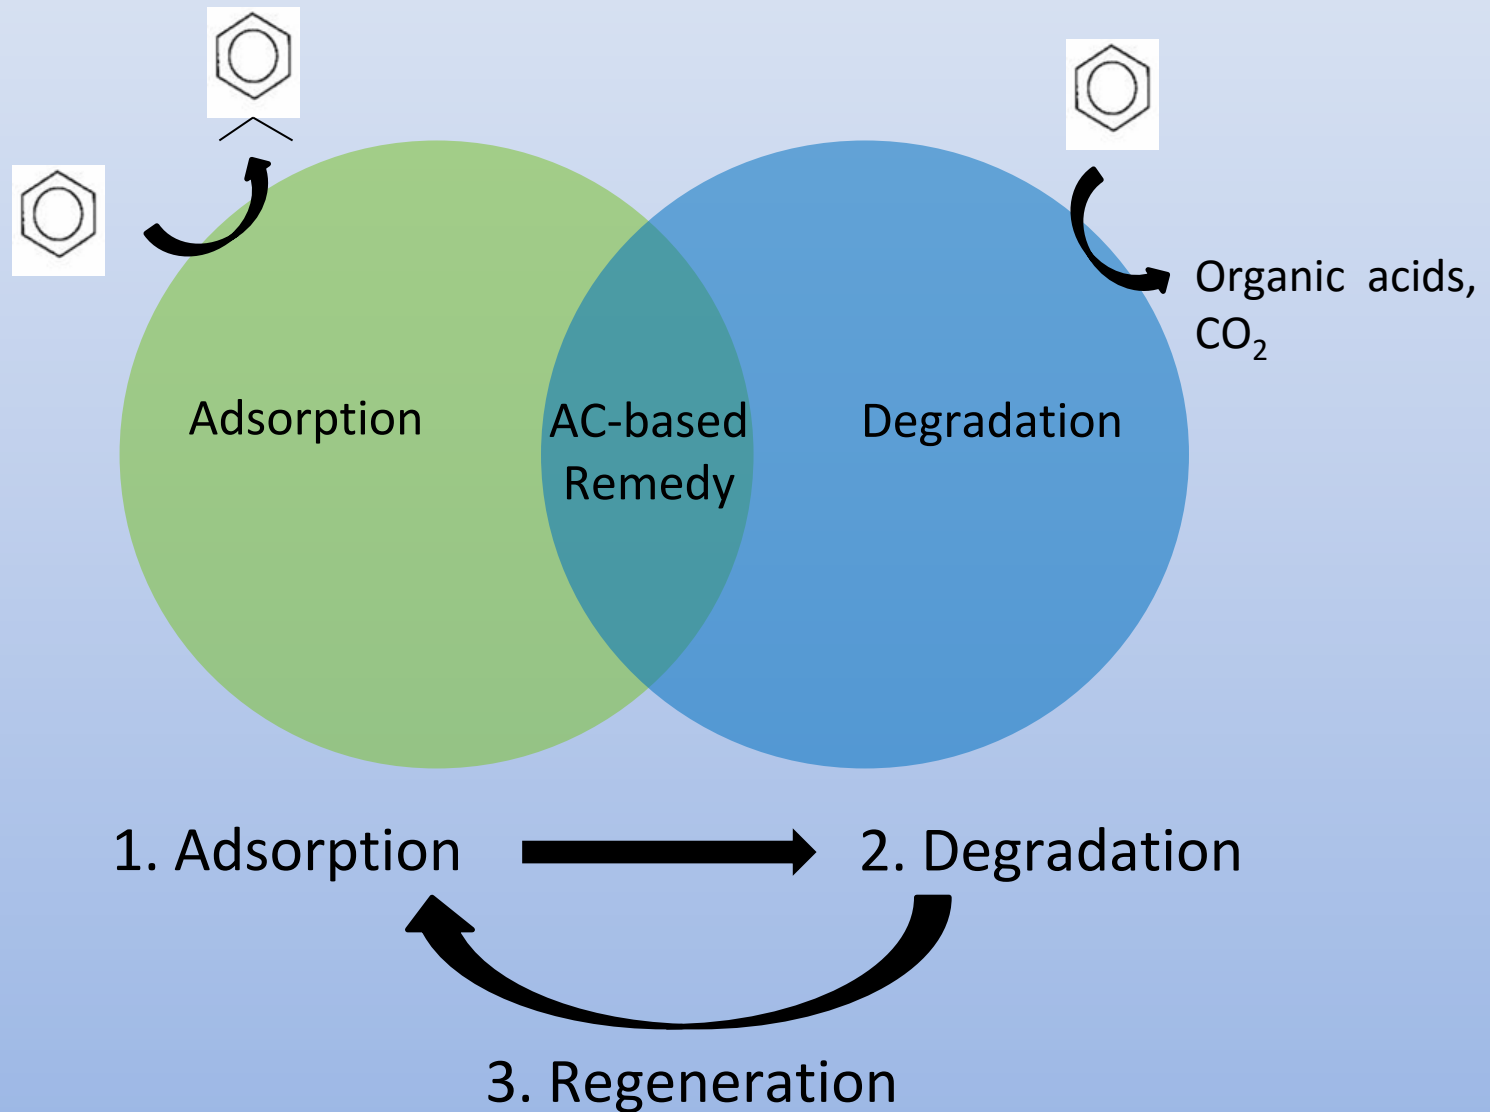 Organic acids,
CO₂
Adsorption
AC-based
Remedy
Degradation
1. Adsorption
2. Degradation
3. Regeneration